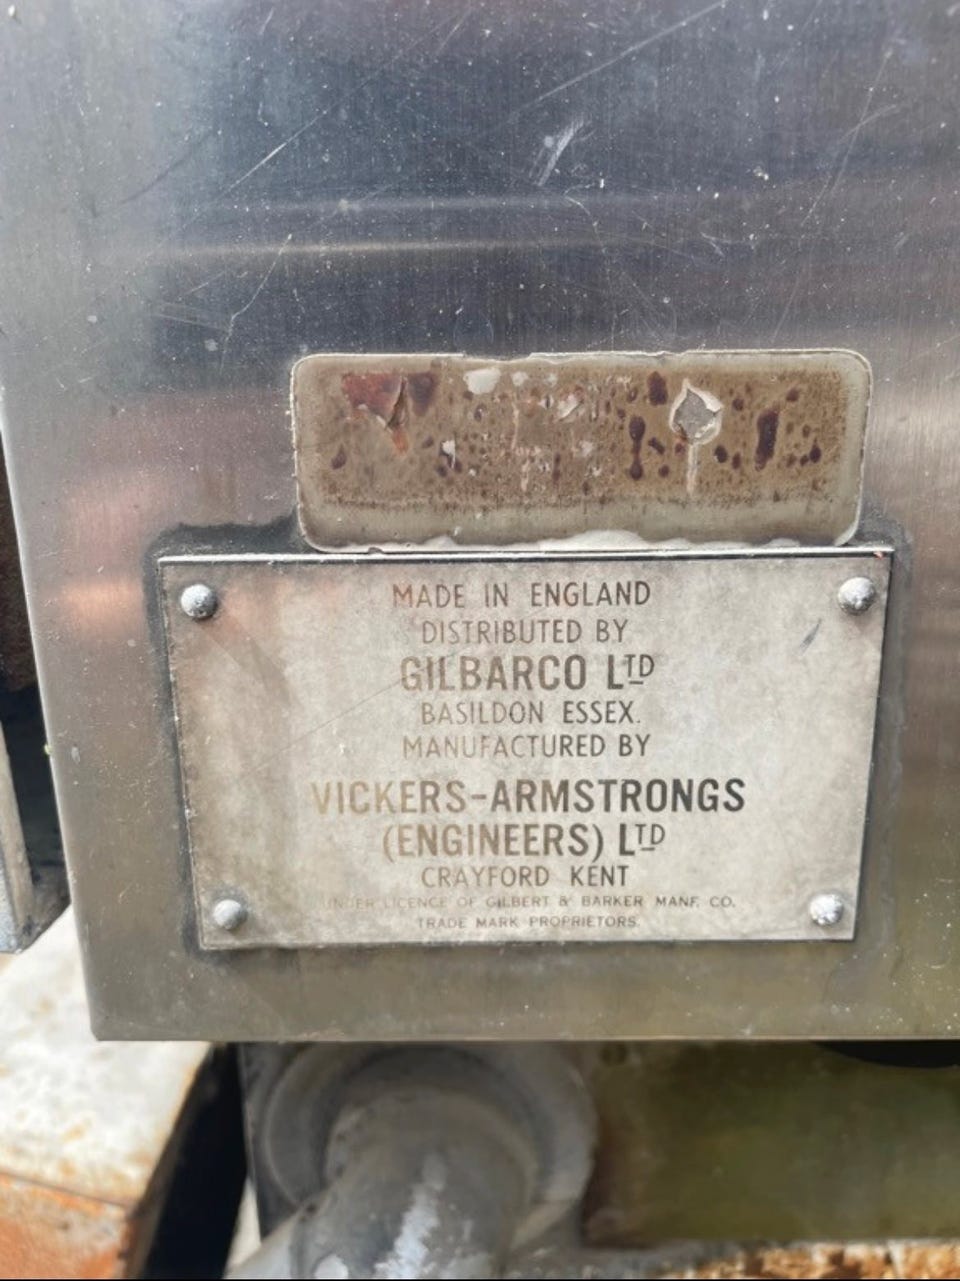 MADE IN ENGLAND
DISTRIBUTED BY
GILBARCO LTD
BASILDON ESSEX.
MANUFACTURED BY
VICKERS-ARMSTRONGS
(ENGINEERS) LTD
CRAYFORD KENT
UNDER LICENCE OF GILBERT & BARKER MANF. CO.
TRADE MARK PROPRIETORS.